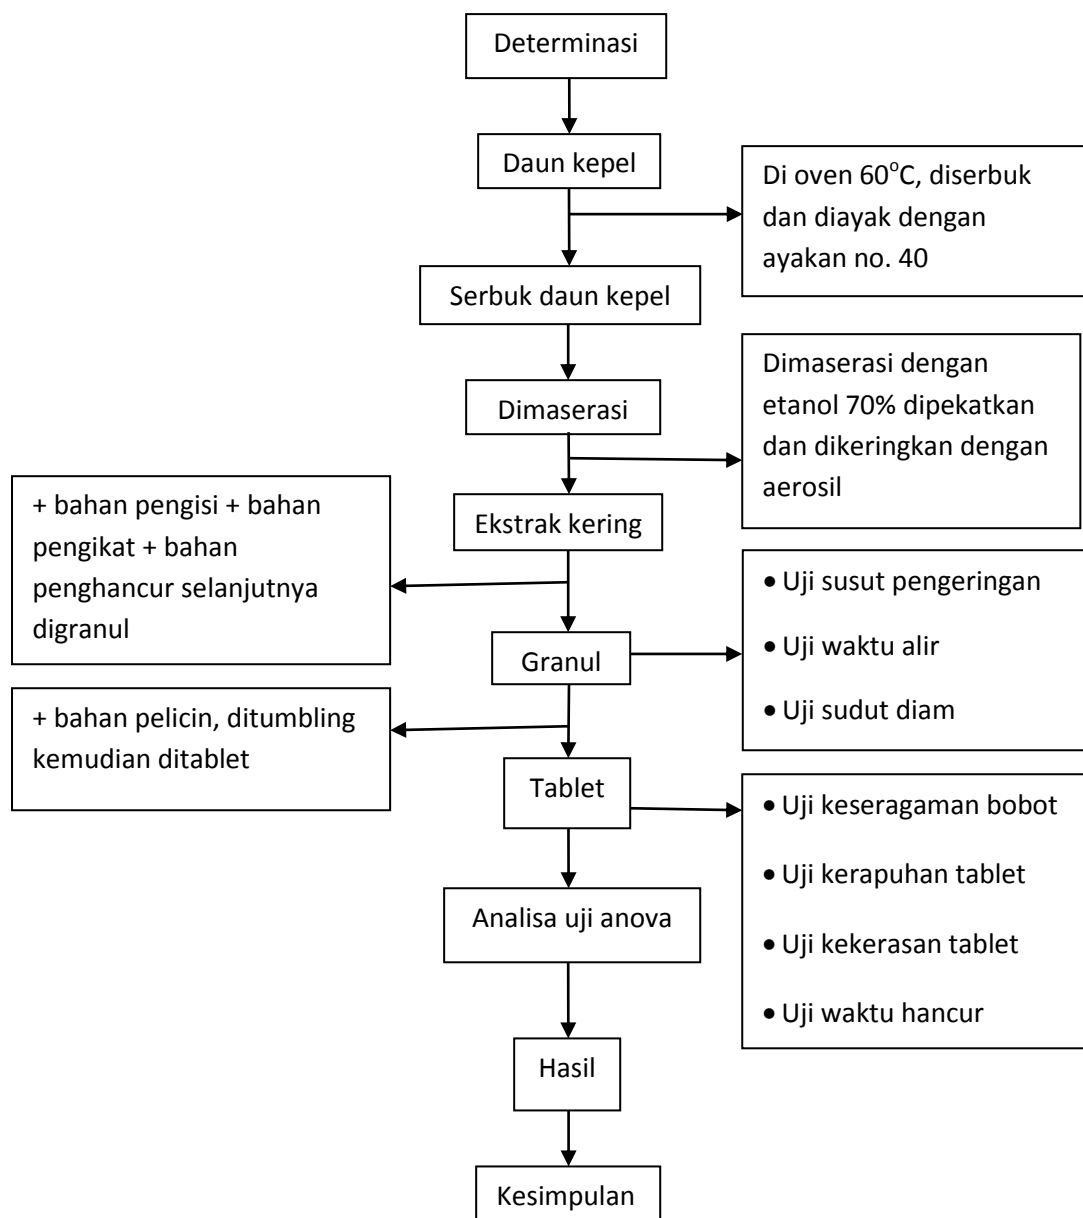 Determinasi
Daun kepel
Di oven 60°C, diserbuk
dan diayak dengan
ayakan no. 40
Serbuk daun kepel
Dimaserasi
Dimaserasi dengan
etanol 70% dipekatkan
dan dikeringkan dengan
aerosil
Ekstrak kering
+ bahan pengisi + bahan
pengikat + bahan
penghancur selanjutnya
digranul
Granul
• Uji susut pengeringan
• Uji waktu alir
• Uji sudut diam
+ bahan pelicin, ditumbling
kemudian ditablet
Tablet
• Uji keseragaman bobot
• Uji kerapuhan tablet
• Uji kekerasan tablet
• Uji waktu hancur
Analisa uji anova
Hasil
Kesimpulan